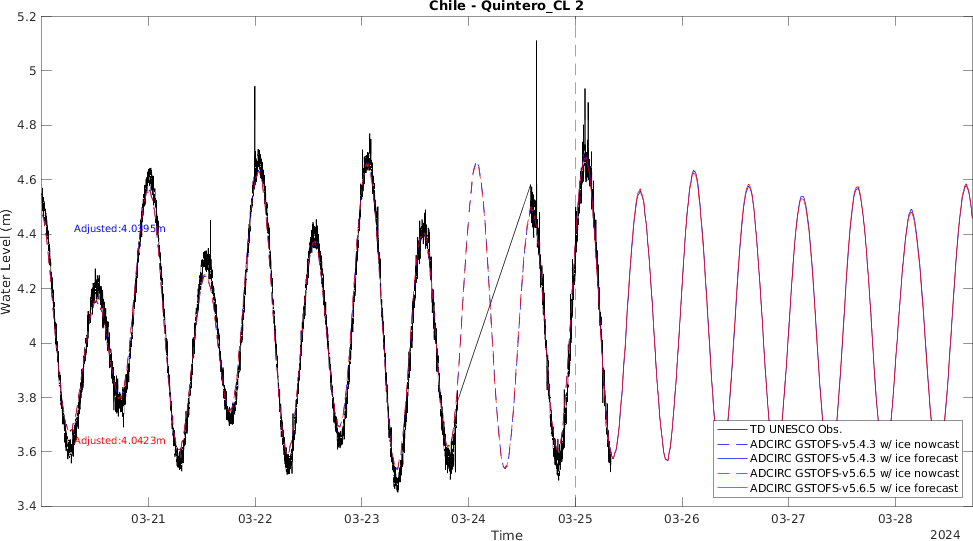 Chile - Quintero_CL 2
5.2
5
4.8
4.6
4.4
4.2
4
3.8
3.6
3.4
Water Level (m)
Adjusted:4.0395m
Adjusted:4.0423m
TD UNESCO Obs.
ADCIRC GSTOFS-v5.4.3 w/ ice nowcast
ADCIRC GSTOFS-v5.4.3 w/ ice forecast
ADCIRC GSTOFS-v5.6.5 w/ ice nowcast
ADCIRC GSTOFS-v5.6.5 w/ ice forecast
03-21 03-22 03-23 03-24 03-25 03-26 03-27 03-28
Time
2024